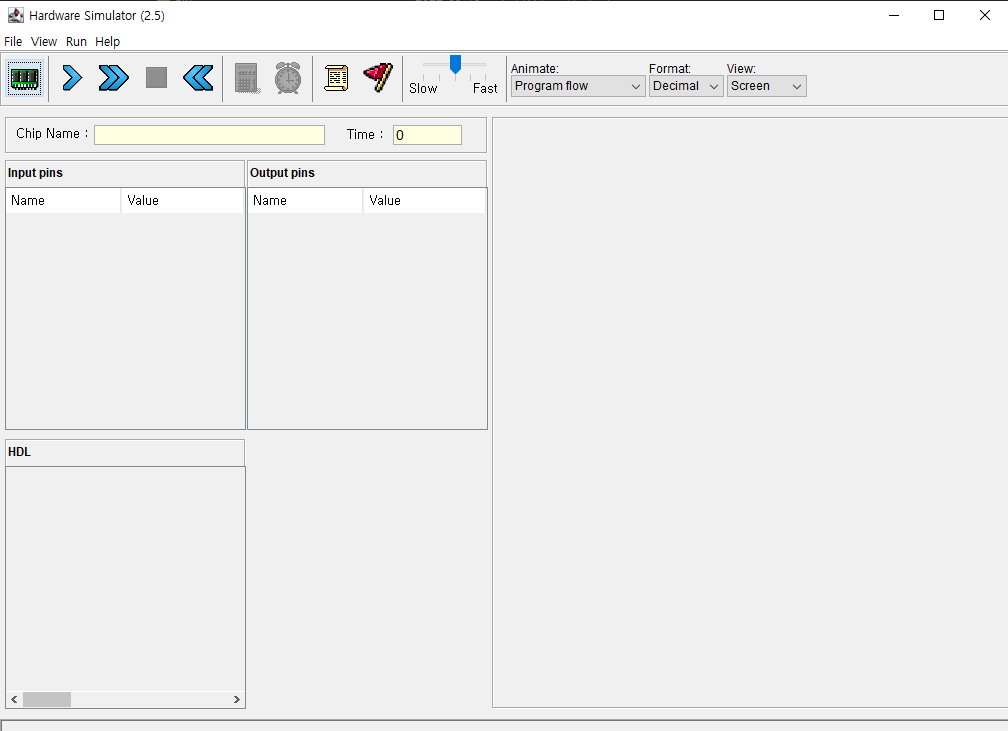 Hardware Simulator (2.5)
File View Run Help
Slow Fast
Animate: Format: View:
Program flow Decimal Screen
Chip Name : Time : 0
Input pins Output pins
Name Value Name Value
HDL